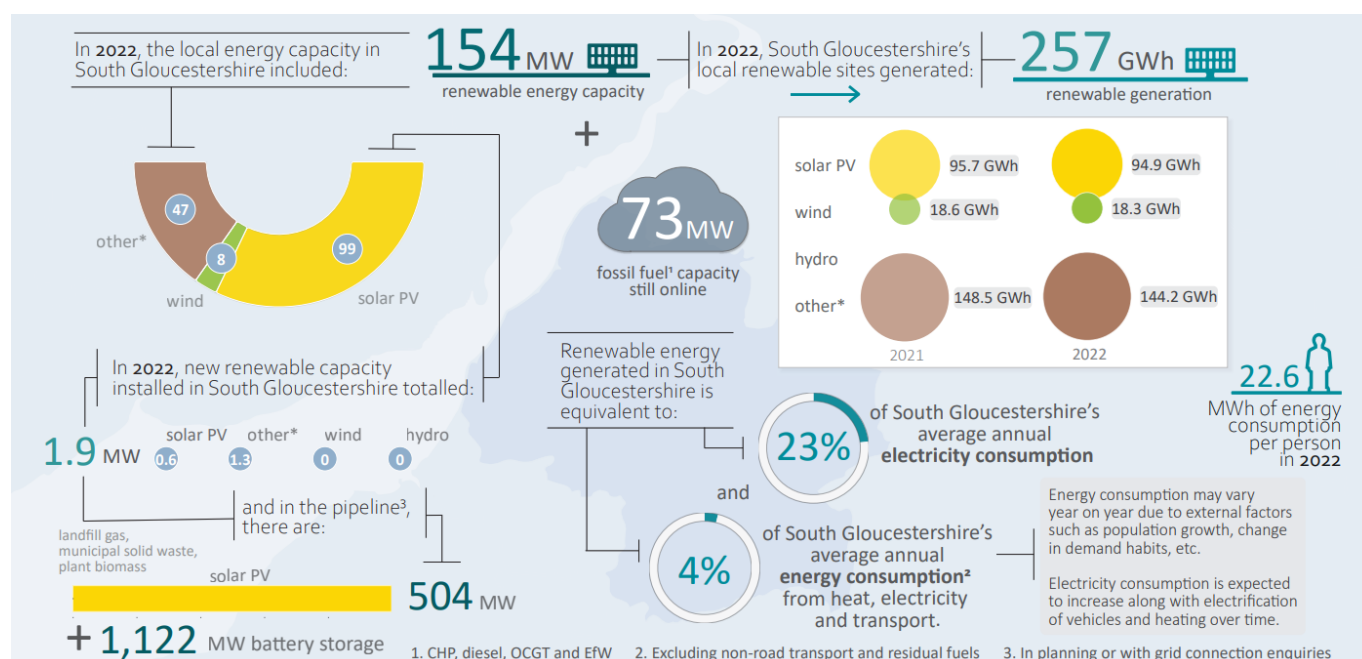 In 2022, the local energy capacity in
South Gloucestershire included:
154 MW
renewable energy capacity
In 2022, South Gloucestershire's
local renewable sites generated:
257 GWh
renewable generation
+
47
other*
8
wind
99
solar PV
73 MW
fossil fuel¹ capacity
still online
solar PV
95.7 GWh
94.9 GWh
wind
18.6 GWh
18.3 GWh
hydro
other*
148.5 GWh
144.2 GWh
2021
2022
In 2022, new renewable capacity
installed in South Gloucestershire totalled:
1.9 MW
solar PV other* wind hydro
0.6 1.3 0 0
and in the pipeline³,
there are:
landfill gas,
municipal solid waste,
plant biomass
solar PV
504 MW
+ 1,122 MW battery storage
Renewable energy
generated in South
Gloucestershire is
equivalent to:
23%
of South Gloucestershire's
average annual
electricity consumption
and
4%
of South Gloucestershire's
average annual
energy consumption²
from heat, electricity
and transport.
22.6
MWh of energy
consumption
per person
in 2022
Energy consumption may vary
year on year due to external factors
such as population growth, change
in demand habits, etc.
Electricity consumption is expected
to increase along with electrification
of vehicles and heating over time.
1. CHP, diesel, OCGT and EfW 2. Excluding non-road transport and residual fuels 3. In planning or with grid connection enquiries